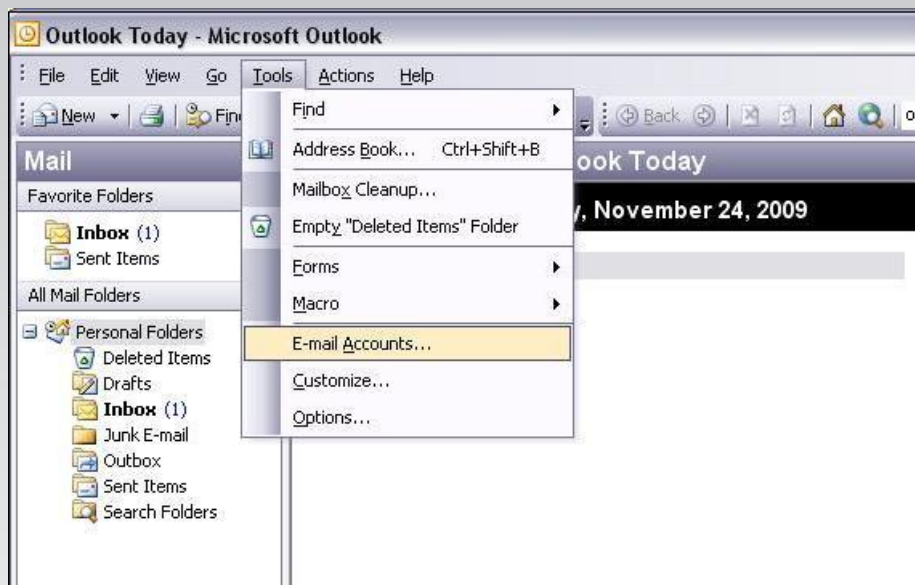 Outlook Today - Microsoft Outlook
File Edit View Go Tools Actions Help
New Back
Find
Address Book... Ctrl+Shift+B
Mailbox Cleanup...
Empty "Deleted Items" Folder
Forms
Macro
E-mail Accounts...
Customize...
Options...
Mail
Favorite Folders
Inbox (1)
Sent Items
All Mail Folders
Personal Folders
Deleted Items
Drafts
Inbox (1)
Junk E-mail
Outbox
Sent Items
Search Folders
Today
November 24, 2009